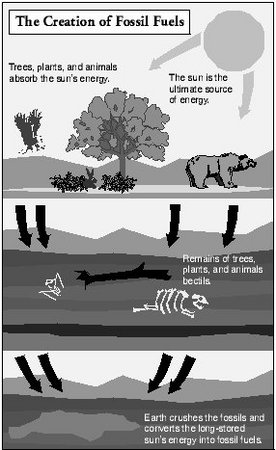 The Creation of Fossil Fuels
Trees, plants, and animals
absorb the sun's energy.
The sun is the
ultimate source
of energy.
Remains of trees,
plants, and animals
bectils.
Earth crushes the fossils and
converts the long-stored
sun's energy into fossil fuels.